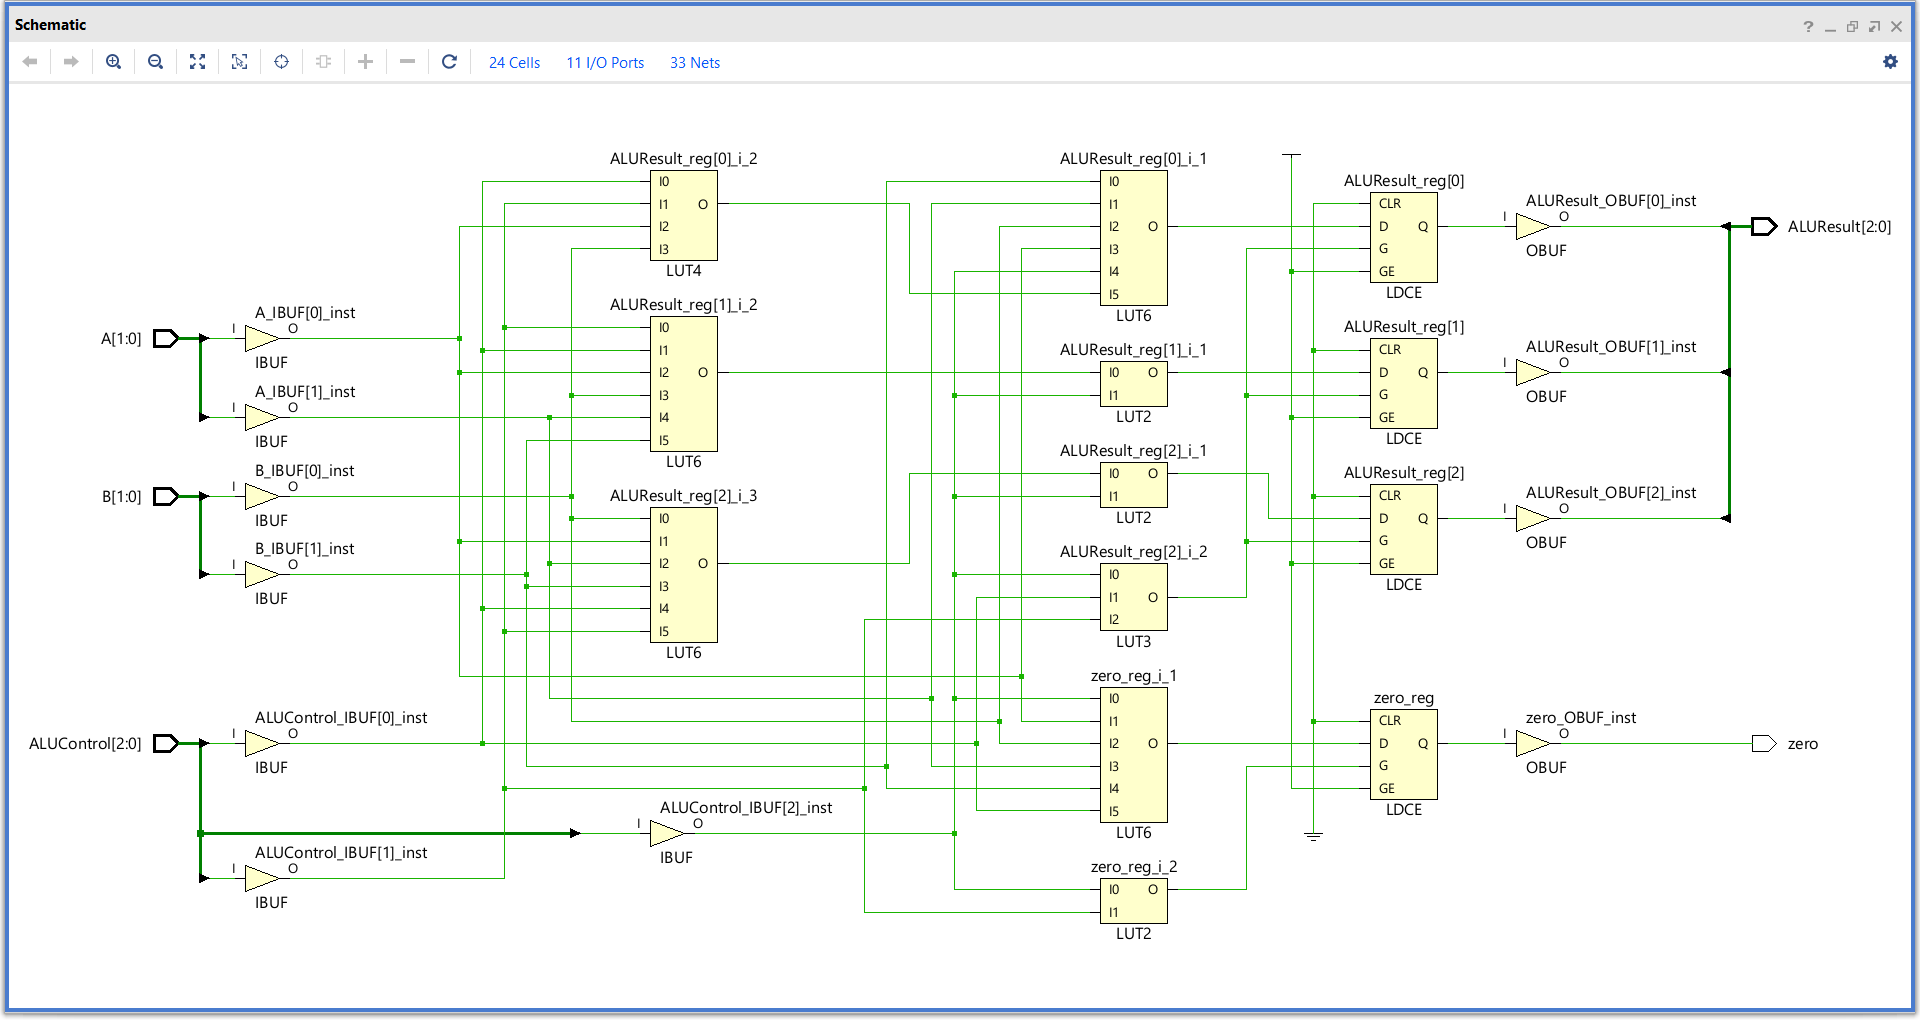 Schematic
24 Cells 11 I/O Ports 33 Nets
ALUResult_reg[0]_i_2
I0
I1 O
I2
I3
LUT4
ALUResult_reg[1]_i_2
I0
I1
I2 O
I3
I4
I5
LUT6
ALUResult_reg[2]_i_3
I0
I1
I2 O
I3
I4
I5
LUT6
A[1:0]
A_IBUF[0]_inst
I O
IBUF
A_IBUF[1]_inst
I O
IBUF
B[1:0]
B_IBUF[0]_inst
I O
IBUF
B_IBUF[1]_inst
I O
IBUF
ALUControl[2:0]
ALUControl_IBUF[0]_inst
I O
IBUF
ALUControl_IBUF[1]_inst
I O
IBUF
ALUControl_IBUF[2]_inst
I O
IBUF
ALUResult_reg[0]_i_1
I0
I1
I2 O
I3
I4
I5
LUT6
ALUResult_reg[1]_i_1
I0 O
I1
LUT2
ALUResult_reg[2]_i_1
I0 O
I1
LUT2
ALUResult_reg[2]_i_2
I0
I1 O
I2
LUT3
zero_reg_i_1
I0
I1
I2 O
I3
I4
I5
LUT6
zero_reg_i_2
I0 O
I1
LUT2
ALUResult_reg[0]
CLR
D Q
G
GE
LDCE
ALUResult_reg[1]
CLR
D Q
G
GE
LDCE
ALUResult_reg[2]
CLR
D Q
G
GE
LDCE
zero_reg
CLR
D Q
G
GE
LDCE
ALUResult_OBUF[0]_inst
I O
OBUF
ALUResult_OBUF[1]_inst
I O
OBUF
ALUResult_OBUF[2]_inst
I O
OBUF
zero_OBUF_inst
I O
OBUF
ALUResult[2:0]
zero